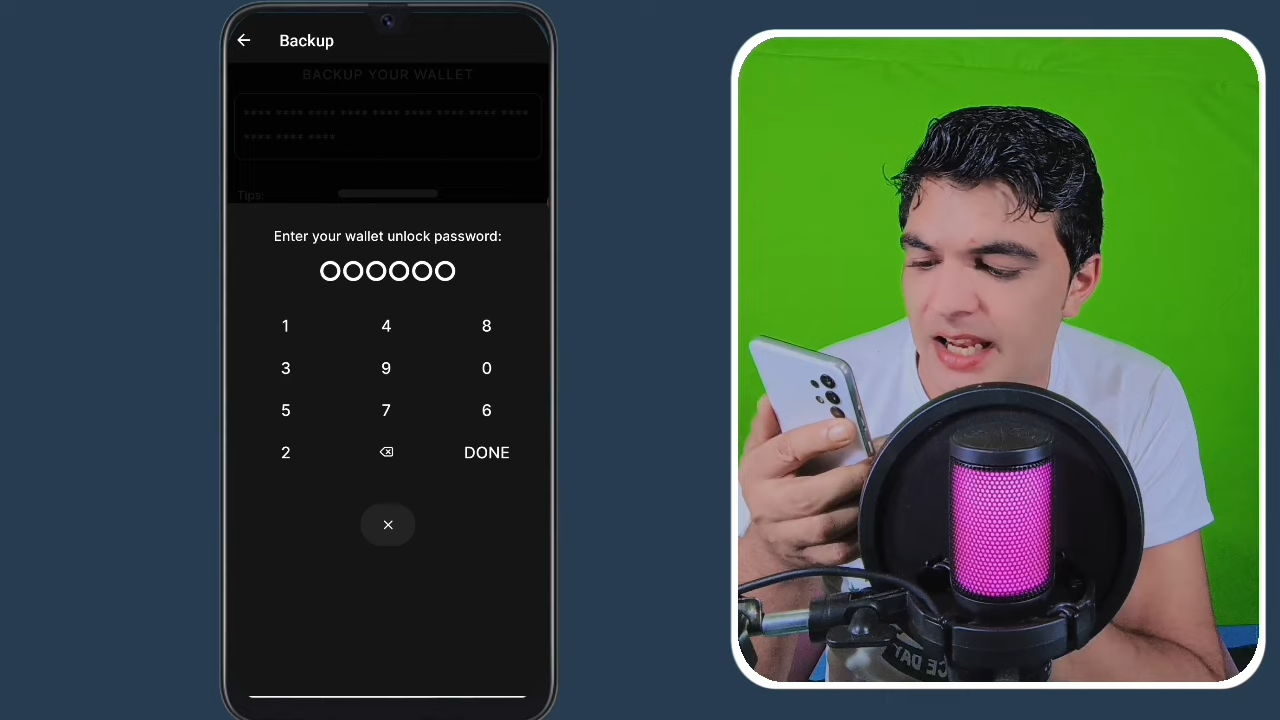 Backup
BACKUP YOUR WALLET
**** **** **** **** **** **** **** **** ****
**** **** ****
Tips:
Enter your wallet unlock password:
1 4 8
3 9 0
5 7 6
2 DONE